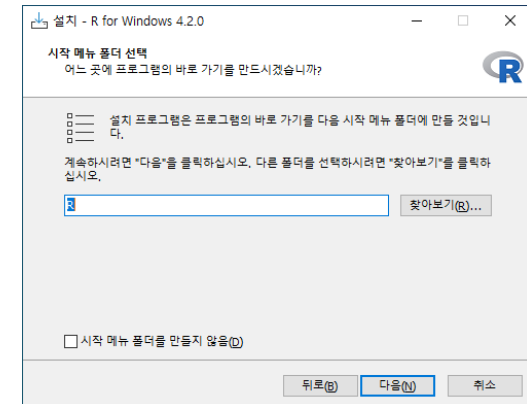 설치 - R for Windows 4.2.0
시작 메뉴 폴더 선택
어느 곳에 프로그램의 바로 가기를 만드시겠습니까?
R
설치 프로그램은 프로그램의 바로 가기를 다음 시작 메뉴 폴더에 만들 것입니
다.
계속하시려면 "다음"을 클릭하십시오. 다른 폴더를 선택하시려면 "찾아보기"를 클릭하
십시오.
R
찾아보기(R)...
시작 메뉴 폴더를 만들지 않음(D)
뒤로(B) 다음(N) 취소